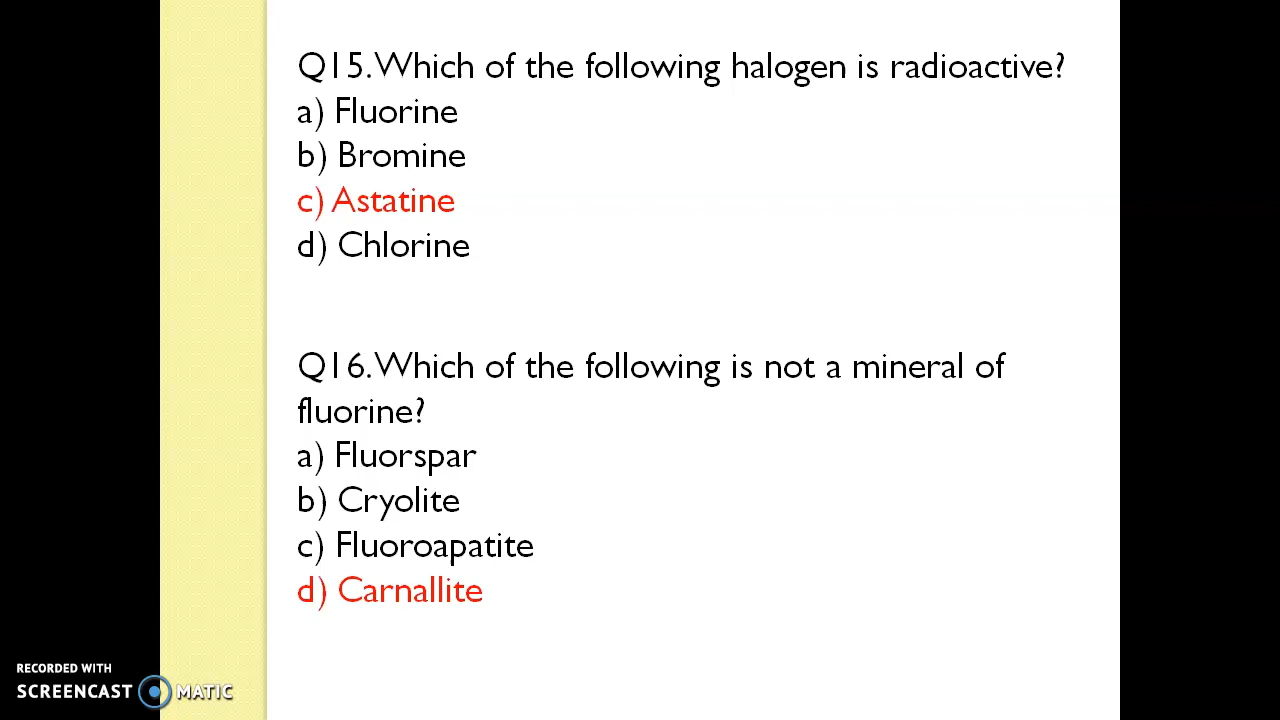 Q15. Which of the following halogen is radioactive?
a) Fluorine
b) Bromine
c) Astatine
d) Chlorine
Q16. Which of the following is not a mineral of
fluorine?
a) Fluorspar
b) Cryolite
c) Fluoroapatite
d) Carnallite
RECORDED WITH
SCREENCAST MATIC